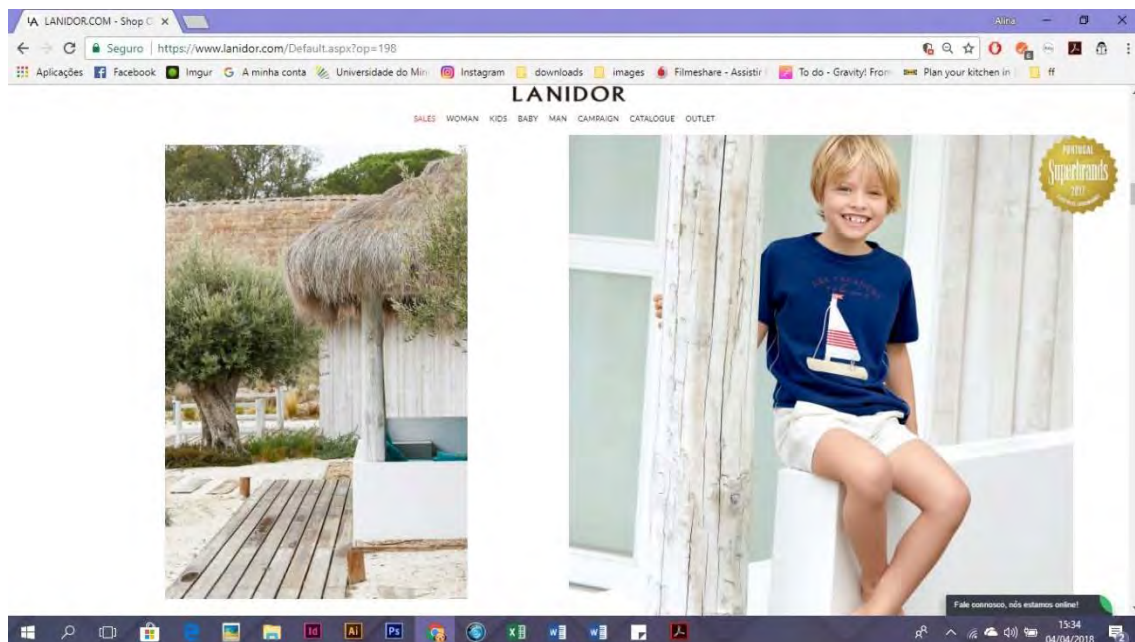 LANIDOR.COM - Shop
Alina
Seguro | https://www.lanidor.com/Default.aspx?op=198
Aplicações Facebook Imgur A minha conta Universidade do Min Instagram downloads images Filmeshare - Assistir To do - Gravity! From Plan your kitchen in ff
LANIDOR
SALES WOMAN KIDS BABY MAN CAMPAIGN CATALOGUE OUTLET
PORTUGAL
Superbrands
2017
Fale connosco, nós estamos online!
15:34
04/04/2018